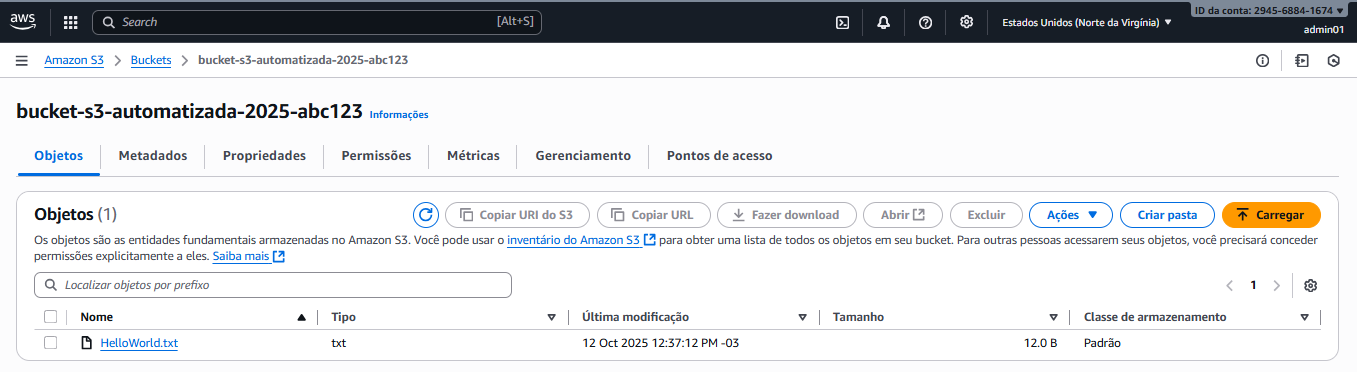 aws Search [Alt+S] Estados Unidos (Norte da Virgínia) ID da conta: 2945-6884-1674
admin01
Amazon S3 Buckets bucket-s3-automatizada-2025-abc123
bucket-s3-automatizada-2025-abc123 Informações
Objetos Metadados Propriedades Permissões Métricas Gerenciamento Pontos de acesso
Objetos (1) Copiar URI do S3 Copiar URL Fazer download Abrir Excluir Ações Criar pasta Carregar
Os objetos são as entidades fundamentais armazenadas no Amazon S3. Você pode usar o inventário do Amazon S3 para obter uma lista de todos os objetos em seu bucket. Para outras pessoas acessarem seus objetos, você precisará conceder
permissões explicitamente a eles. Saiba mais
Localizar objetos por prefixo 1
Nome Tipo Última modificação Tamanho Classe de armazenamento
HelloWorld.txt txt 12 Oct 2025 12:37:12 PM -03 12.0 B Padrão